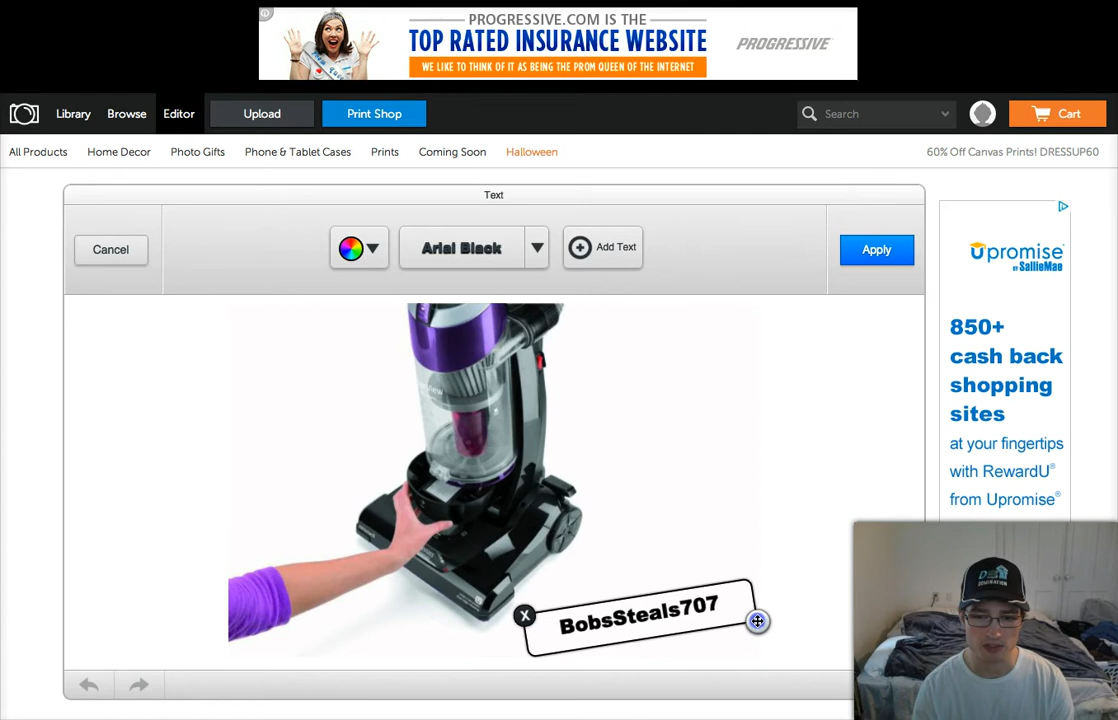 PROGRESSIVE.COM IS THE
TOP RATED INSURANCE WEBSITE
WE LIKE TO THINK OF IT AS BEING THE PROM QUEEN OF THE INTERNET
PROGRESSIVE
Library Browse Editor Upload Print Shop Search Cart
All Products Home Decor Photo Gifts Phone & Tablet Cases Prints Coming Soon Halloween 60% Off Canvas Prints! DRESSUP60
Text
Cancel Arial Black Add Text Apply
Upromise®
BY SallieMae
850+
cash back
shopping
sites
at your fingertips
with RewardU®
from Upromise®
X BobsSteals707
DOMINATION